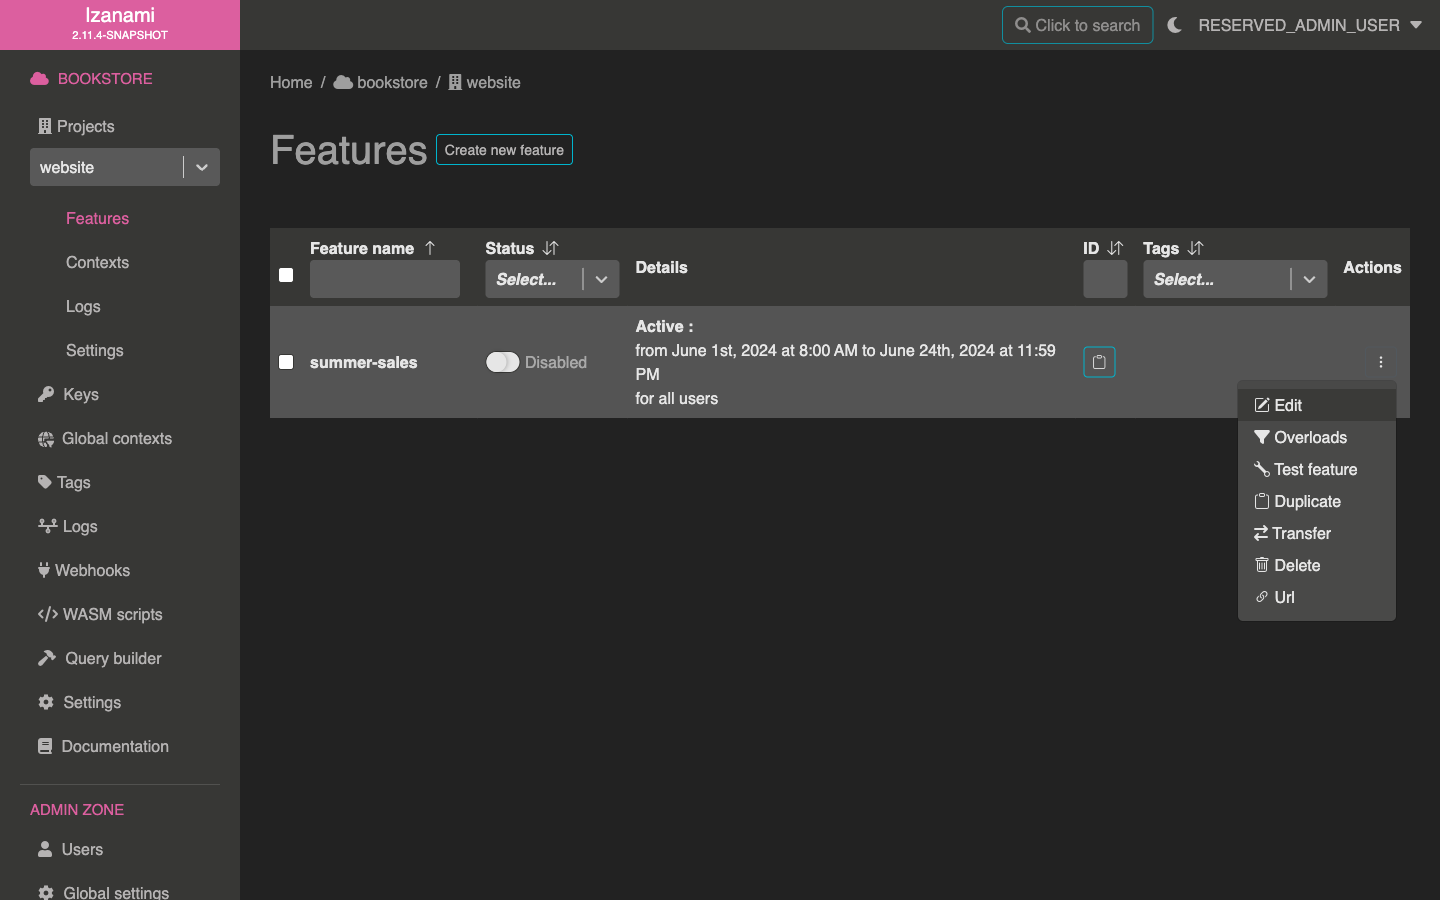 Izanami
2.11.4-SNAPSHOT
Click to search
RESERVED_ADMIN_USER
BOOKSTORE
Projects
website
Features
Contexts
Logs
Settings
Keys
Global contexts
Tags
Logs
Webhooks
WASM scripts
Query builder
Settings
Documentation
ADMIN ZONE
Users
Global settings
Home / bookstore / website
Features
Create new feature
Feature name
Status
Select...
Details
ID
Tags
Select...
Actions
summer-sales
Disabled
Active :
from June 1st, 2024 at 8:00 AM to June 24th, 2024 at 11:59
PM
for all users
Edit
Overloads
Test feature
Duplicate
Transfer
Delete
Url